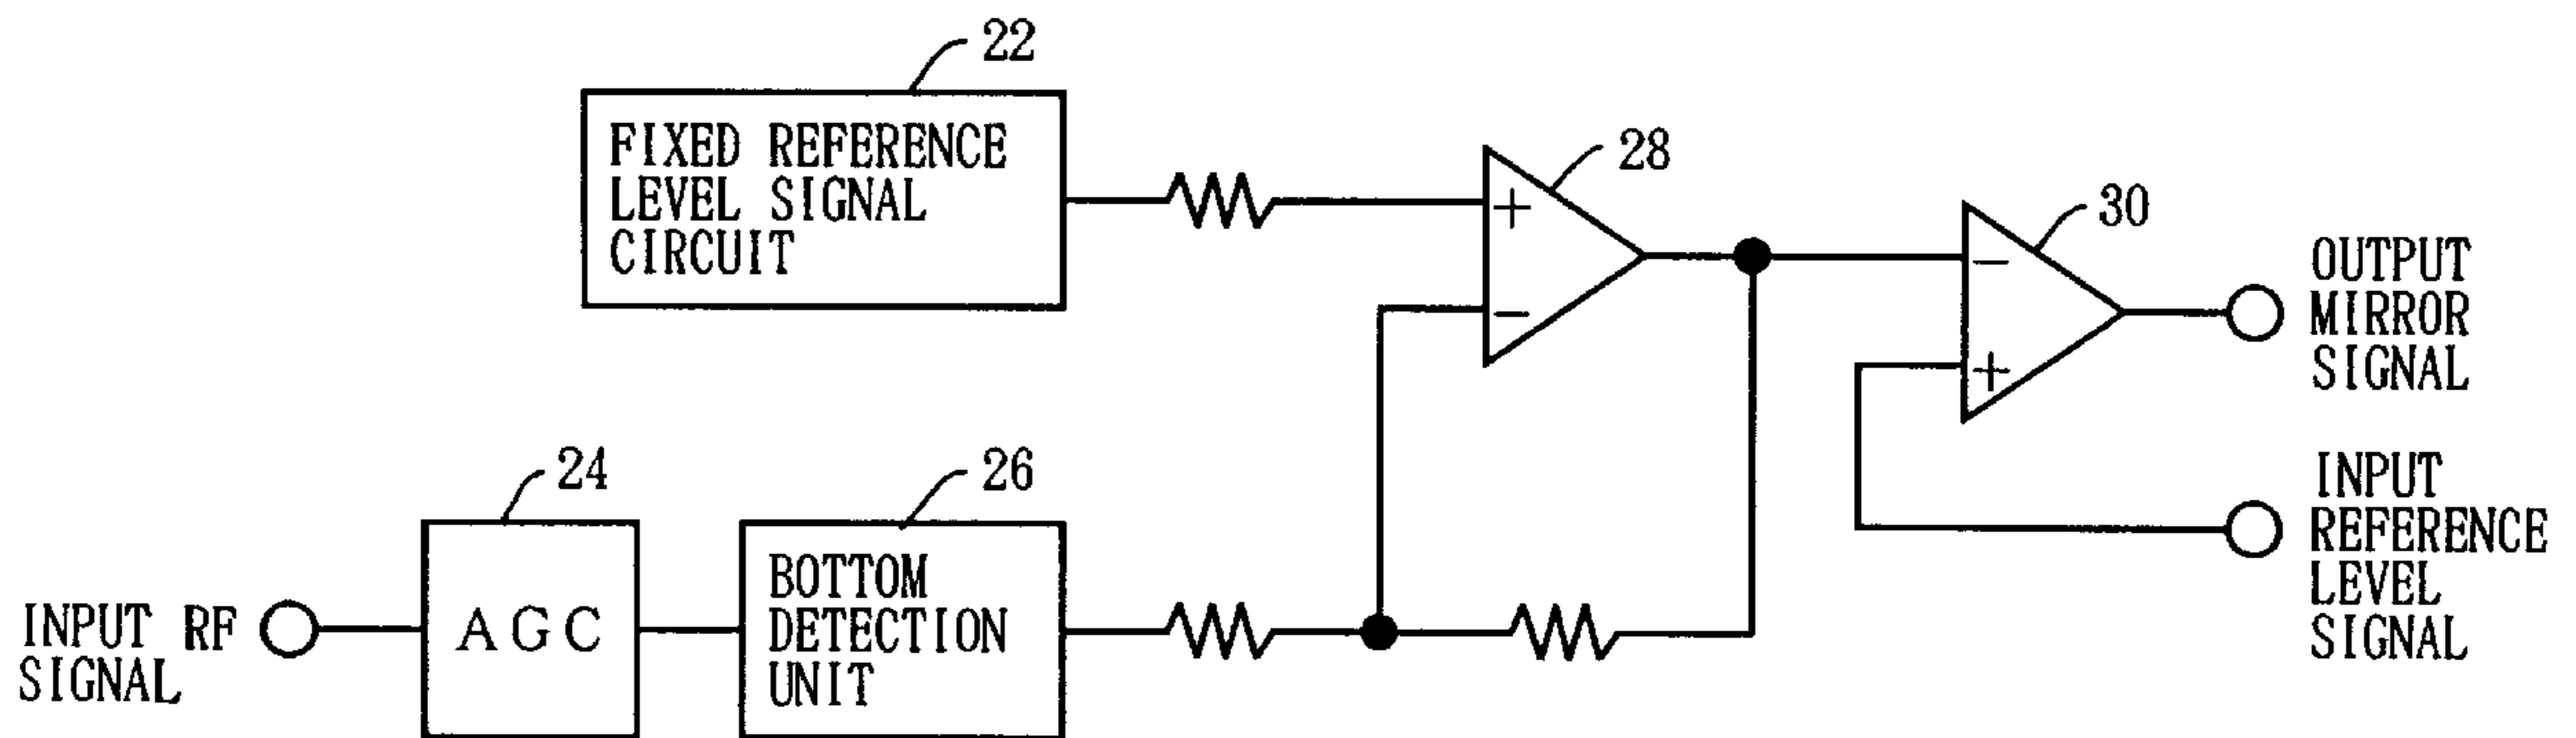 22
FIXED REFERENCE
LEVEL SIGNAL
CIRCUIT
+
−
28
−
+
30
OUTPUT
MIRROR
SIGNAL
INPUT
REFERENCE
LEVEL
SIGNAL
INPUT RF
SIGNAL
24
AGC
26
BOTTOM
DETECTION
UNIT